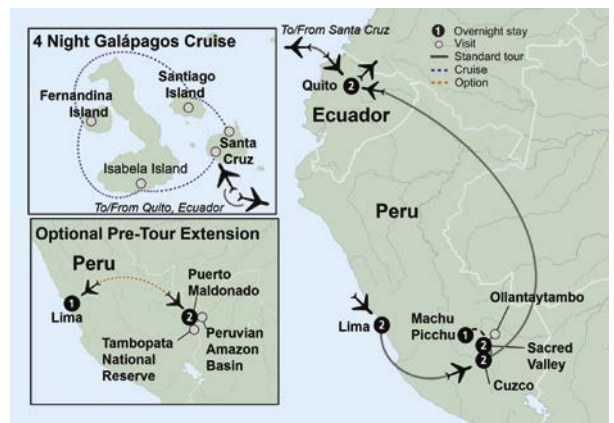 4 Night Galápagos Cruise
Santiago
Island
Fernandina
Island
Santa
Cruz
Isabela Island
To/From Quito, Ecuador
Optional Pre-Tour Extension
Peru
1
Lima
Puerto
Maldonado
2
Tambopata
National
Reserve
Peruvian
Amazon
Basin
To/From Santa Cruz
1 Overnight stay
Visit
Standard tour
Cruise
Option
Quito 2
Ecuador
Peru
Lima 2
Machu
Picchu 1
Ollantaytambo
2 Sacred
Valley
2 Cuzco